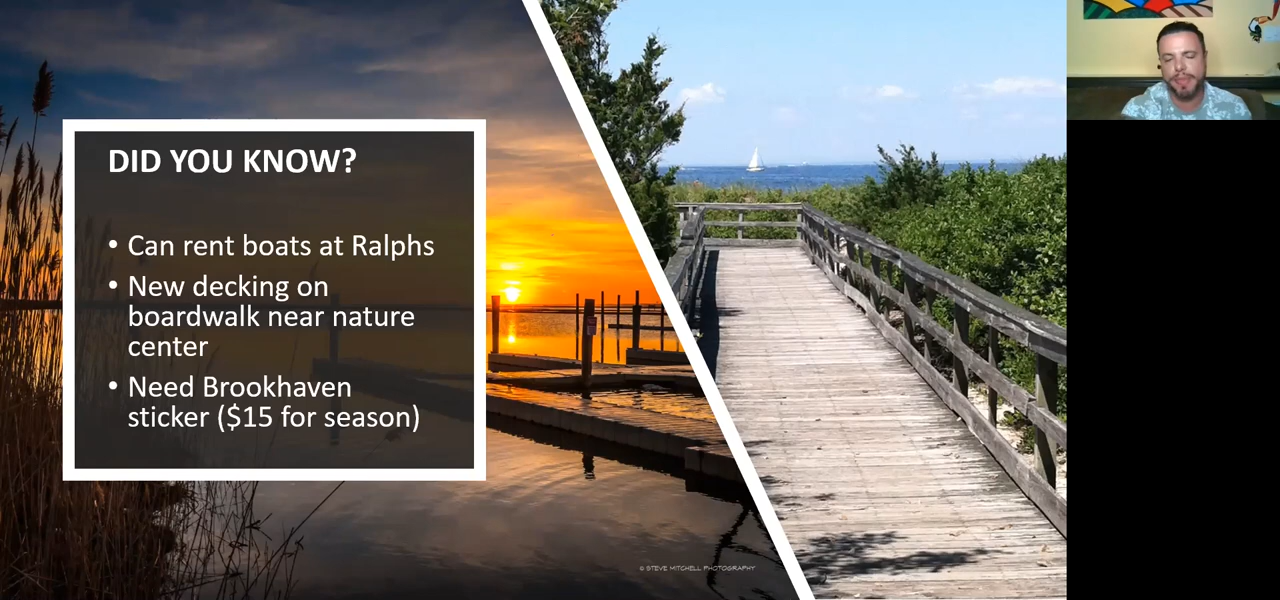 DID YOU KNOW?
• Can rent boats at Ralphs
• New decking on
boardwalk near nature
center
• Need Brookhaven
sticker ($15 for season)
© STEVE MITCHELL PHOTOGRAPHY